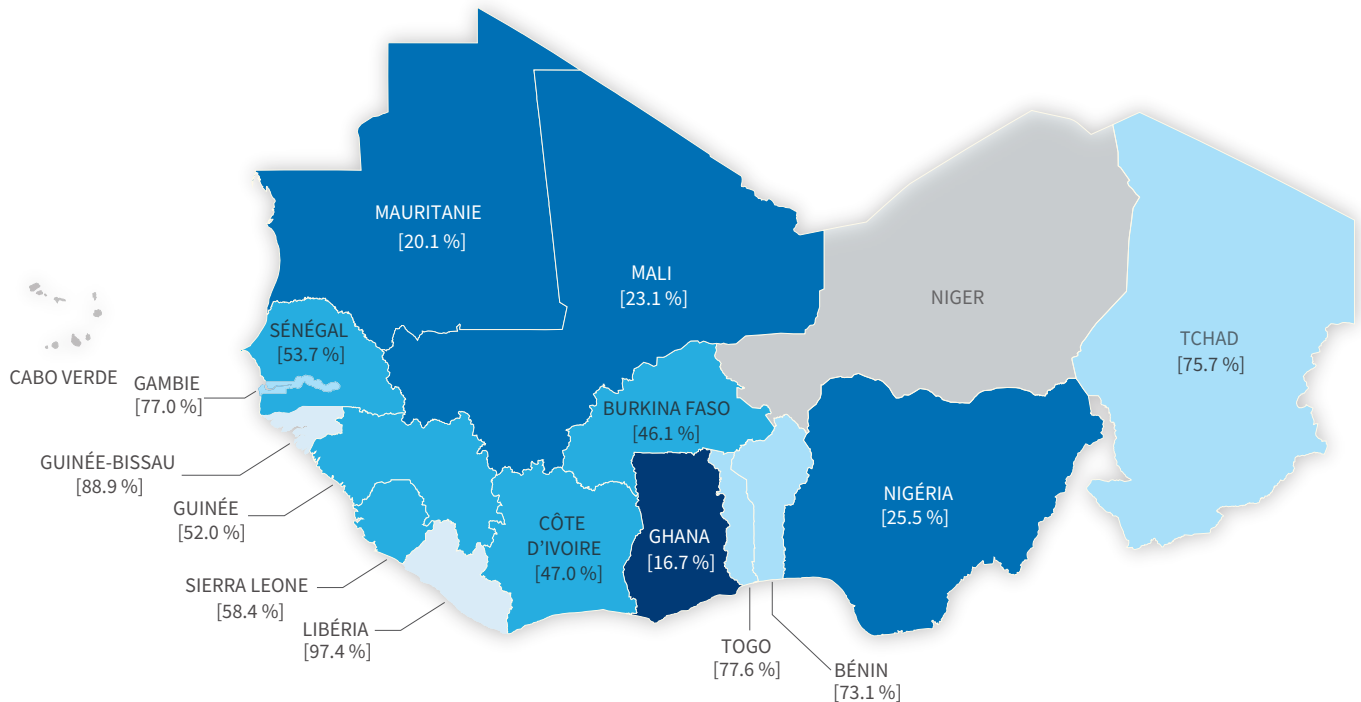 MAURITANIE
[20.1 %]
MALI
[23.1 %]
NIGER
TCHAD
[75.7 %]
SÉNÉGAL
[53.7 %]
CABO VERDE
GAMBIE
[77.0 %]
BURKINA FASO
[46.1 %]
GUINÉE-BISSAU
[88.9 %]
GUINÉE
[52.0 %]
NIGÉRIA
[25.5 %]
CÔTE
D’IVOIRE
[47.0 %]
GHANA
[16.7 %]
SIERRA LEONE
[58.4 %]
LIBÉRIA
[97.4 %]
TOGO
[77.6 %]
BÉNIN
[73.1 %]